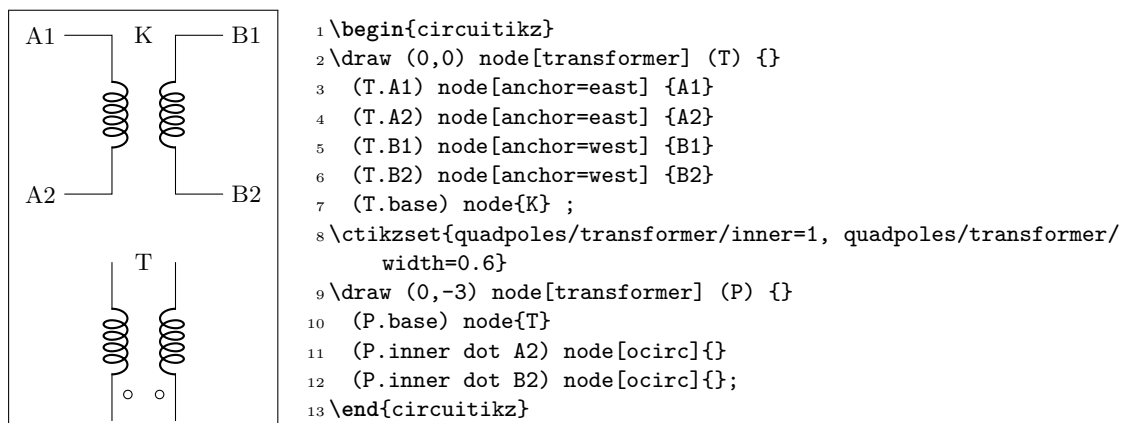 A1 K B1
A2 B2
T
1 \begin{circuitikz}
2 \draw (0,0) node[transformer] (T) {}
3 (T.A1) node[anchor=east] {A1}
4 (T.A2) node[anchor=east] {A2}
5 (T.B1) node[anchor=west] {B1}
6 (T.B2) node[anchor=west] {B2}
7 (T.base) node{K} ;
8 \ctikzset{quadpoles/transformer/inner=1, quadpoles/transformer/
width=0.6}
9 \draw (0,-3) node[transformer] (P) {}
10 (P.base) node{T}
11 (P.inner dot A2) node[ocirc]{}
12 (P.inner dot B2) node[ocirc]{};
13 \end{circuitikz}